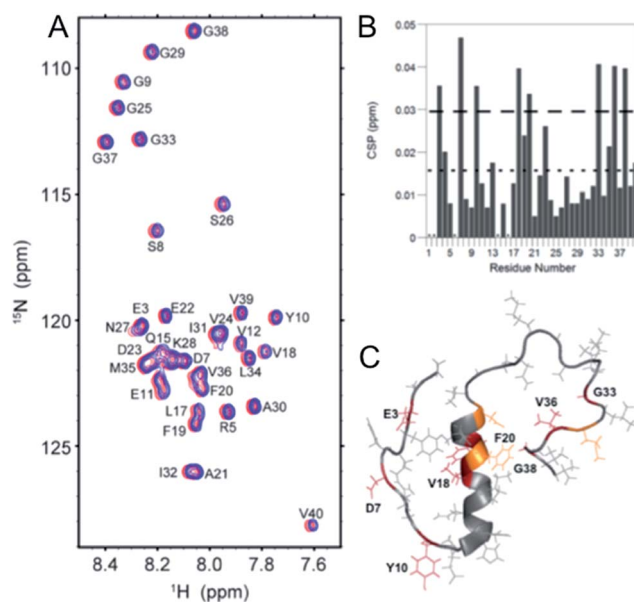 A
G38
G29
G9
G25
G37 G33
S26
S8
V39
E3 E22 V24 Y10
N27 I31 V12
Q15
D23 K28 V18
M35 D7 V36 L34
E11 F20
L17 A30
F19 R5
I32 A21
V40
110
115
120
125
8.4 8.2 8.0 7.8 7.6
¹H (ppm)
¹⁵N (ppm)
B
0.05
0.04
0.03
0.02
0.01
0
CSP (ppm)
1 5 9 13 17 21 25 29 33 37
Residue Number
C
G33
V36
E3
F20
G38
V18
D7
Y10